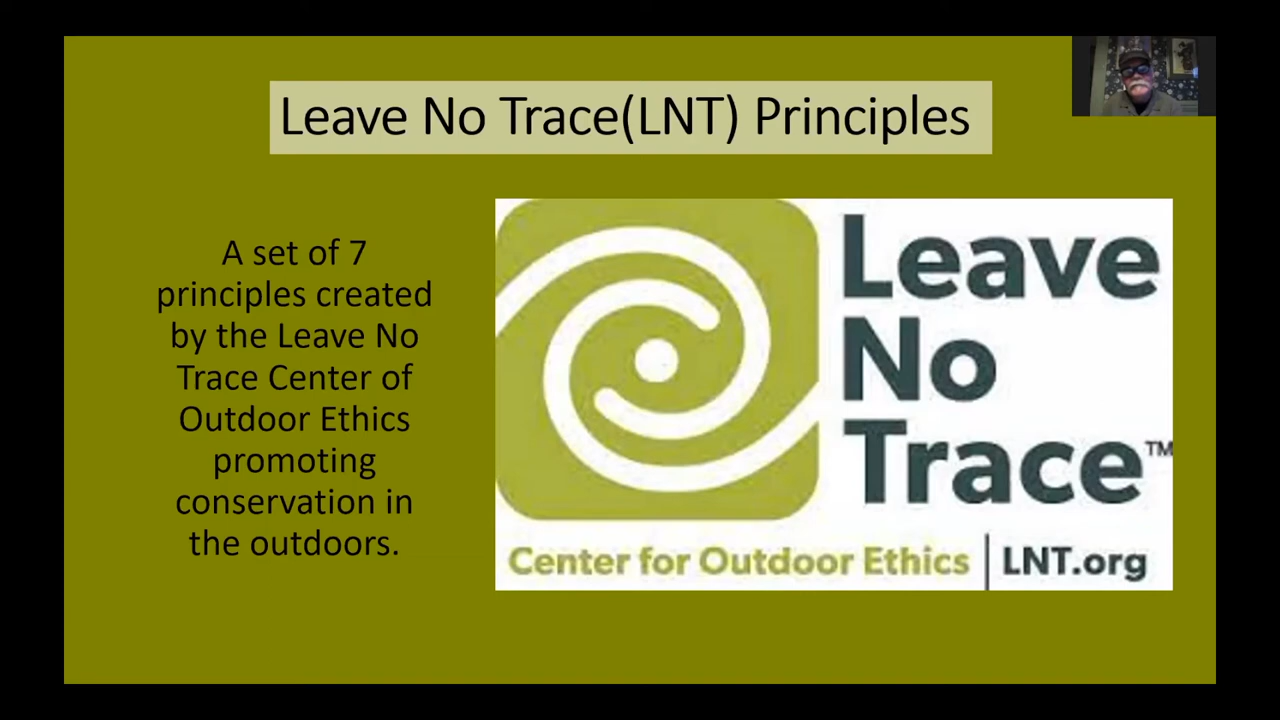 Leave No Trace(LNT) Principles
A set of 7
principles created
by the Leave No
Trace Center of
Outdoor Ethics
promoting
conservation in
the outdoors.
Leave
No
Trace™
Center for Outdoor Ethics | LNT.org